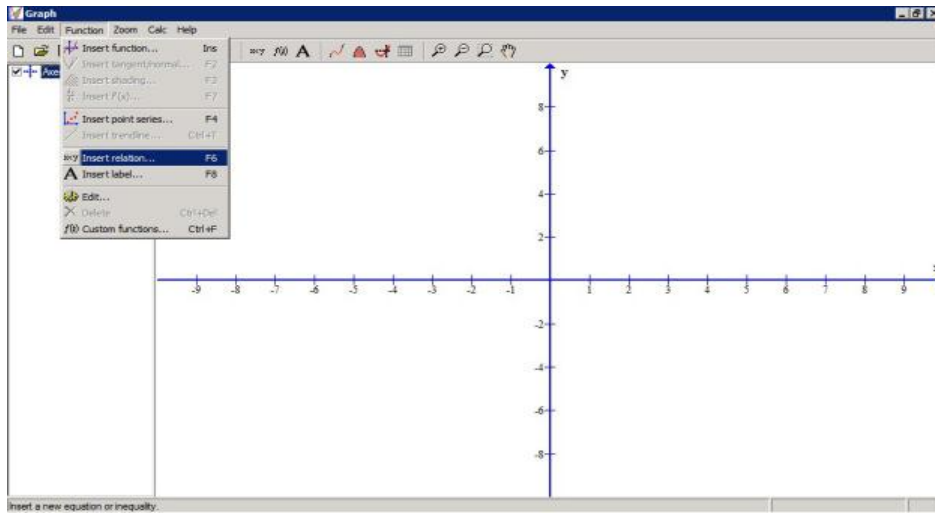 Graph
File Edit Function Zoom Calc Help
Insert function... Ins
Insert tangent/normal... F2
Insert shading... F3
Insert f'(x)... F7
Insert point series... F4
Insert trendline... Ctrl+T
Insert relation... F6
A Insert label... F8
Edit...
Delete Ctrl+Del
f(x) Custom functions... Ctrl+F
A
Axes
y
8
6
4
2
-9 -8 -7 -6 -5 -4 -3 -2 -1 1 2 3 4 5 6 7 8 9
-2
-4
-6
-8
Insert a new equation or inequality.